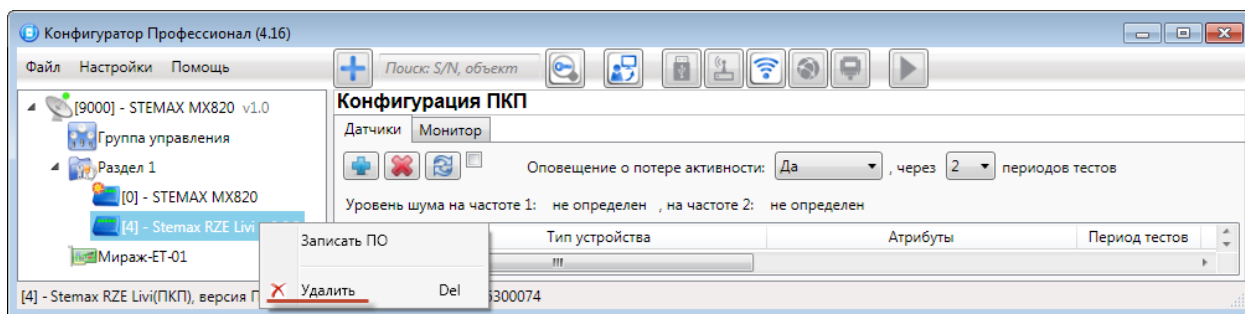 Конфигуратор Профессионал (4.16)
Файл Настройки Помощь
Поиск: S/N, объект
[9000] - STEMAX MX820 v1.0
Группа управления
Раздел 1
[0] - STEMAX MX820
[4] - Stemax RZE Livi
Мираж-ET-01
Конфигурация ПКП
Датчики Монитор
Оповещение о потере активности: Да , через 2 периодов тестов
Уровень шума на частоте 1: не определен , на частоте 2: не определен
Тип устройства Атрибуты Период тестов
Записать ПО
Удалить Del
[4] - Stemax RZE Livi(ПКП), версия 5300074